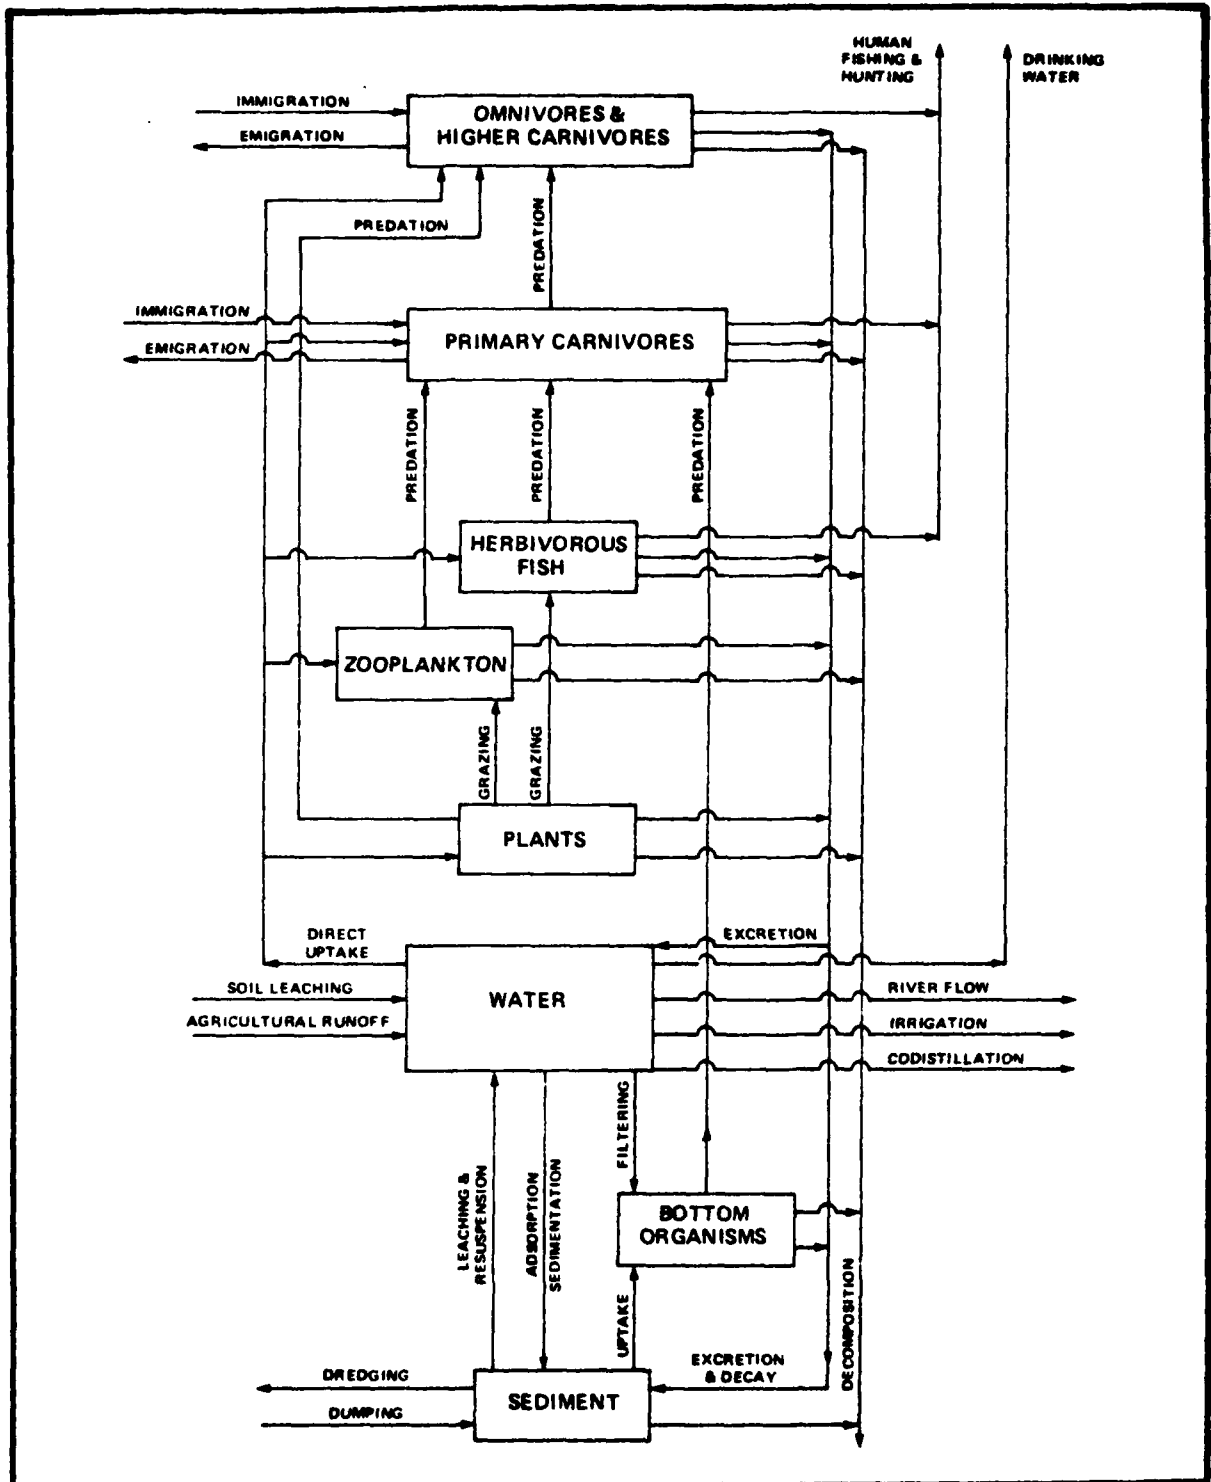 HUMAN
FISHING &
HUNTING
DRINKING
WATER
IMMIGRATION
EMIGRATION
OMNIVORES &
HIGHER CARNIVORES
PREDATION
PREDATION
IMMIGRATION
EMIGRATION
PRIMARY CARNIVORES
PREDATION
PREDATION
PREDATION
HERBIVOROUS
FISH
ZOOPLANKTON
GRAZING
GRAZING
PLANTS
DIRECT
UPTAKE
EXCRETION
SOIL LEACHING
AGRICULTURAL RUNOFF
WATER
RIVER FLOW
IRRIGATION
CODISTILLATION
FILTERING
LEACHING &
RESUSPENSION
ADSORPTION
SEDIMENTATION
BOTTOM
ORGANISMS
UPTAKE
EXCRETION
& DECAY
DECOMPOSITION
DREDGING
DUMPING
SEDIMENT